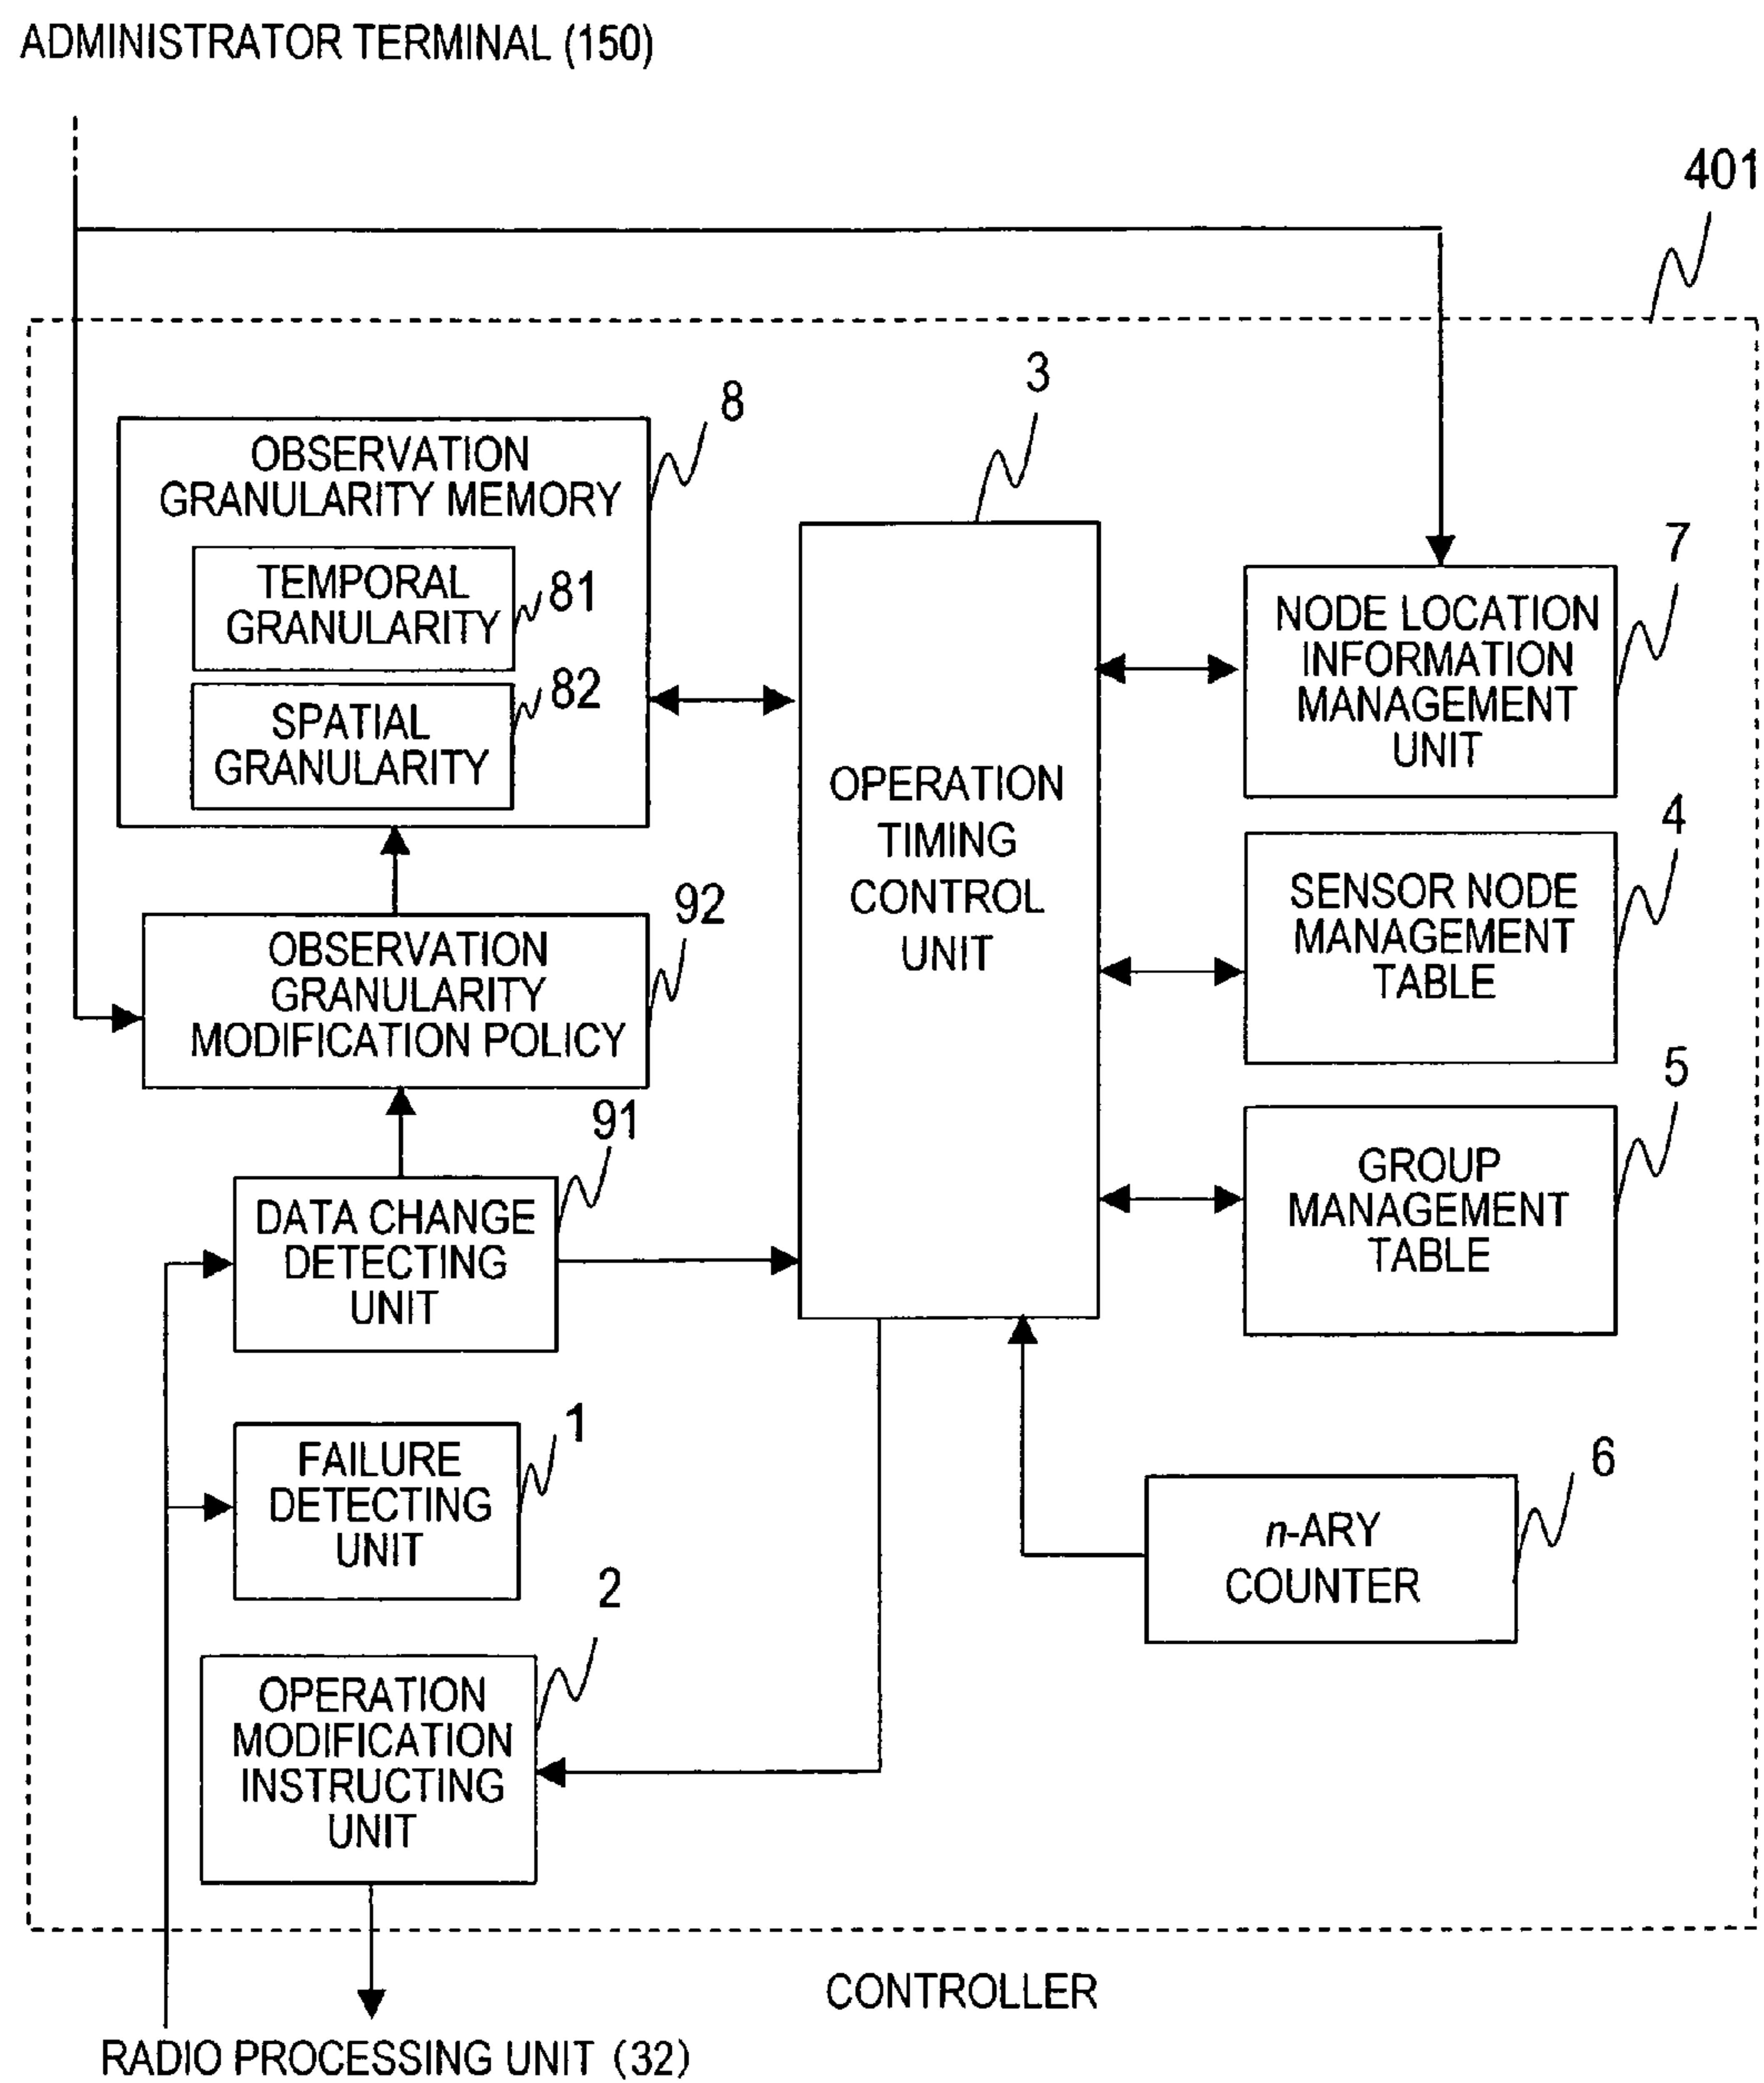 ADMINISTRATOR TERMINAL (150)
401
3
8
OBSERVATION
GRANULARITY MEMORY
TEMPORAL
GRANULARITY
81
SPATIAL
GRANULARITY
82
7
NODE LOCATION
INFORMATION
MANAGEMENT
UNIT
OPERATION
TIMING
CONTROL
UNIT
4
SENSOR NODE
MANAGEMENT
TABLE
92
OBSERVATION
GRANULARITY
MODIFICATION POLICY
5
GROUP
MANAGEMENT
TABLE
91
DATA CHANGE
DETECTING
UNIT
1
FAILURE
DETECTING
UNIT
6
n-ARY
COUNTER
2
OPERATION
MODIFICATION
INSTRUCTING
UNIT
CONTROLLER
RADIO PROCESSING UNIT (32)